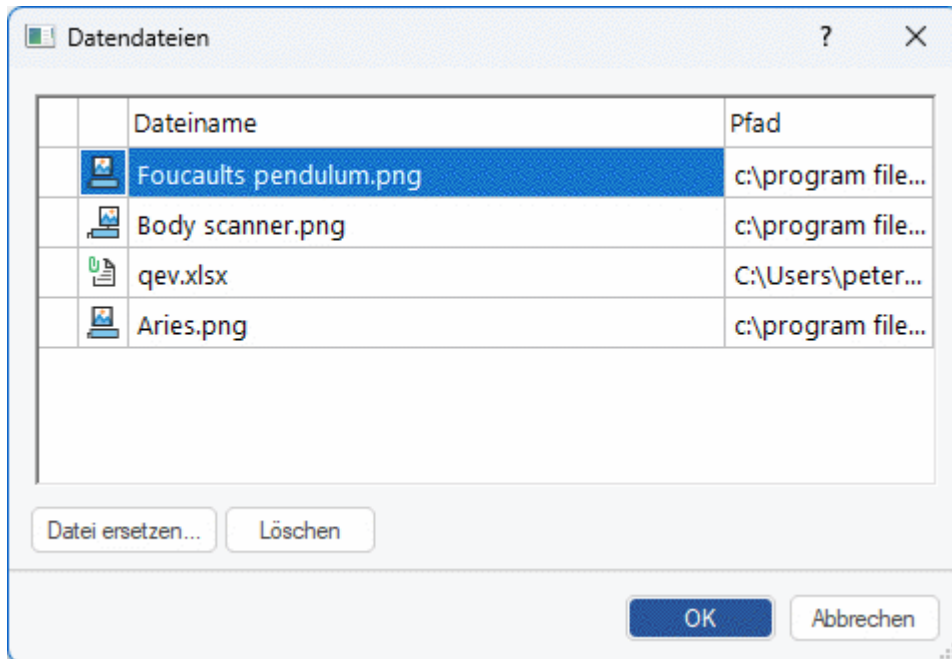 Datendateien ?
Dateiname Pfad
Foucaults pendulum.png c:\program file...
Body scanner.png c:\program file...
qev.xlsx C:\Users\peter...
Aries.png c:\program file...
Datei ersetzen... Löschen
OK Abbrechen